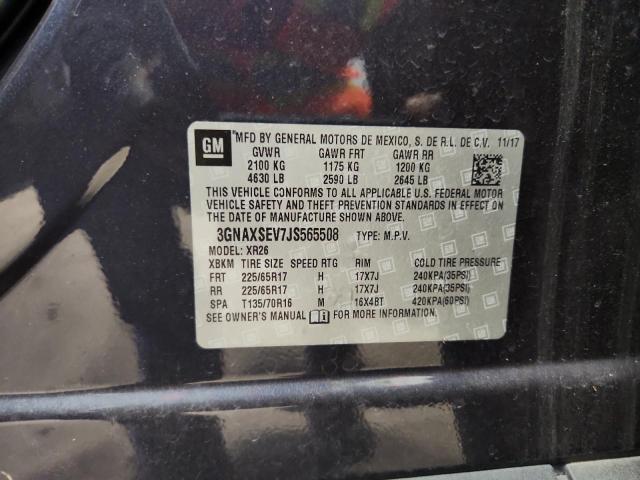 GM
"MFD BY GENERAL MOTORS DE MEXICO, S. DE R.L. DE C.V. 11/17
GVWR GAWR FRT GAWR RR
2100 KG 1175 KG 1200 KG
4630 LB 2590 LB 2645 LB
THIS VEHICLE CONFORMS TO ALL APPLICABLE U.S. FEDERAL MOTOR
VEHICLE SAFETY AND THEFT PREVENTION STANDARDS IN EFFECT ON
THE DATE OF MANUFACTURE SHOWN ABOVE.
3GNAXSEV7JS565508 TYPE: M.P.V.
MODEL: XR26
XBKM TIRE SIZE SPEED RTG RIM COLD TIRE PRESSURE
FRT 225/65R17 H 17X7J 240KPA(35PSI)
RR 225/65R17 H 17X7J 240KPA(35PSI)
SPA T135/70R16 M 16X4BT 420KPA(60PSI)
SEE OWNER'S MANUAL FOR MORE INFORMATION.